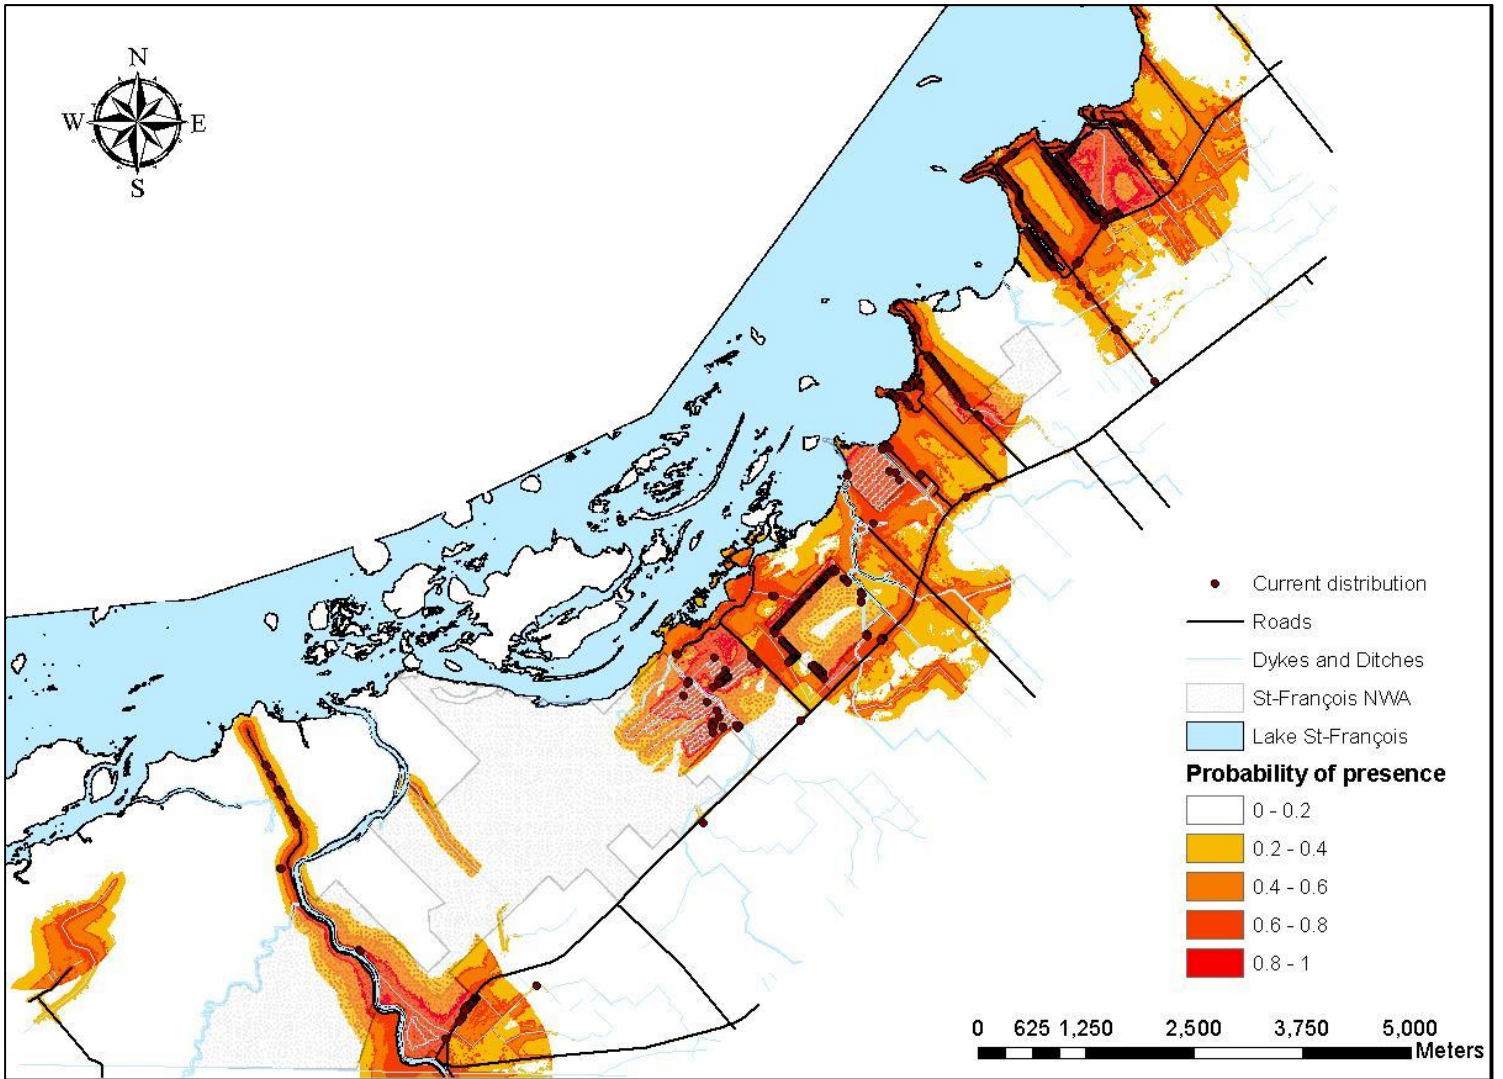 N
W E
S
Current distribution
Roads
Dykes and Ditches
St-François NWA
Lake St-François
Probability of presence
0 - 0.2
0.2 - 0.4
0.4 - 0.6
0.6 - 0.8
0.8 - 1
0 625 1,250 2,500 3,750 5,000
Meters